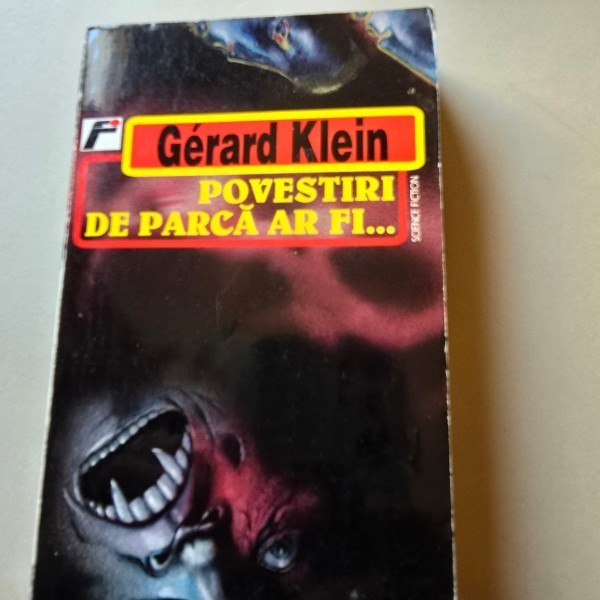 Gérard Klein
POVESTIRI
DE PARCĂ AR FI...
SCIENCE FICTION